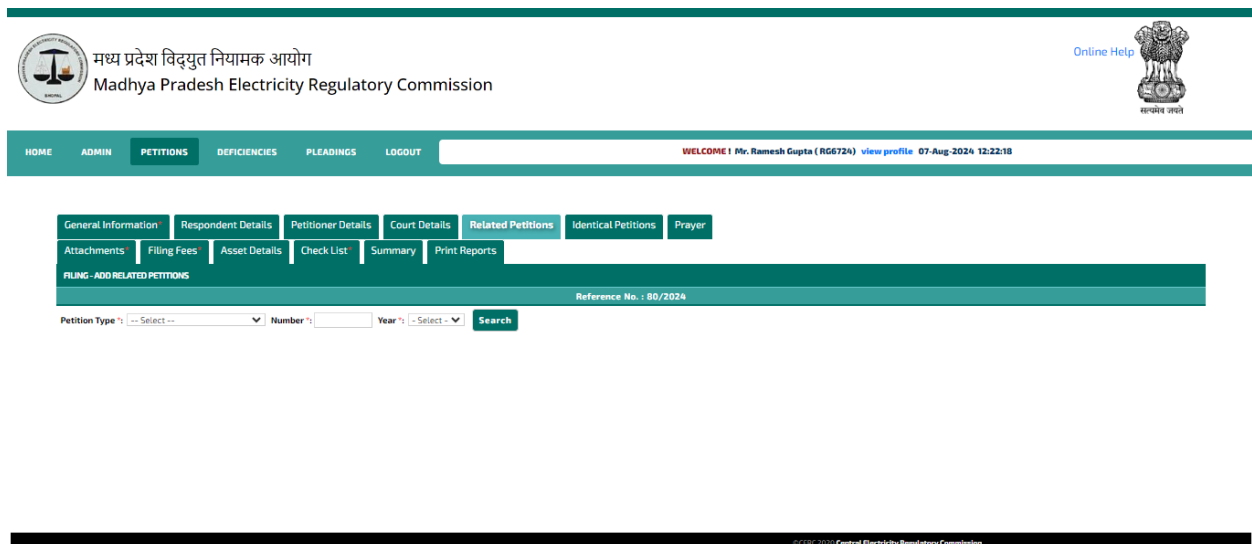 मध्य प्रदेश विद्युत नियामक आयोग
Madhya Pradesh Electricity Regulatory Commission
Online Help
सत्यमेव जयते
HOME ADMIN PETITIONS DEFICIENCIES PLEADINGS LOGOUT WELCOME ! Mr. Ramesh Gupta ( RG6724) view profile 07-Aug-2024 12:22:18
General Information* Respondent Details Petitioner Details Court Details Related Petitions Identical Petitions Prayer
Attachments* Filing Fees* Asset Details Check List* Summary Print Reports
FILING - ADD RELATED PETITIONS
Reference No. : 80/2024
Petition Type *: -- Select -- Number *: Year *: - Select - Search
©CERC 2020 Central Electricity Regulatory Commission